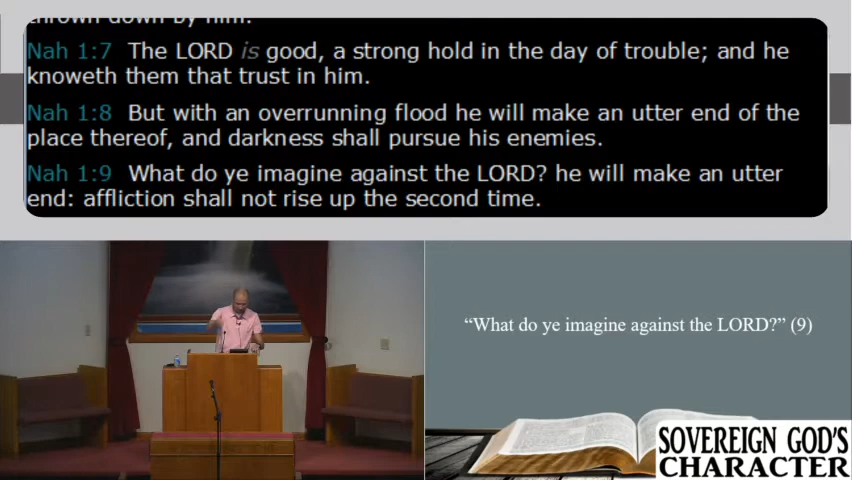 thrown down by him.
Nah 1:7 The LORD is good, a strong hold in the day of trouble; and he
knoweth them that trust in him.
Nah 1:8 But with an overrunning flood he will make an utter end of the
place thereof, and darkness shall pursue his enemies.
Nah 1:9 What do ye imagine against the LORD? he will make an utter
end: affliction shall not rise up the second time.
“What do ye imagine against the LORD?” (9)
SOVEREIGN GOD'S
CHARACTER